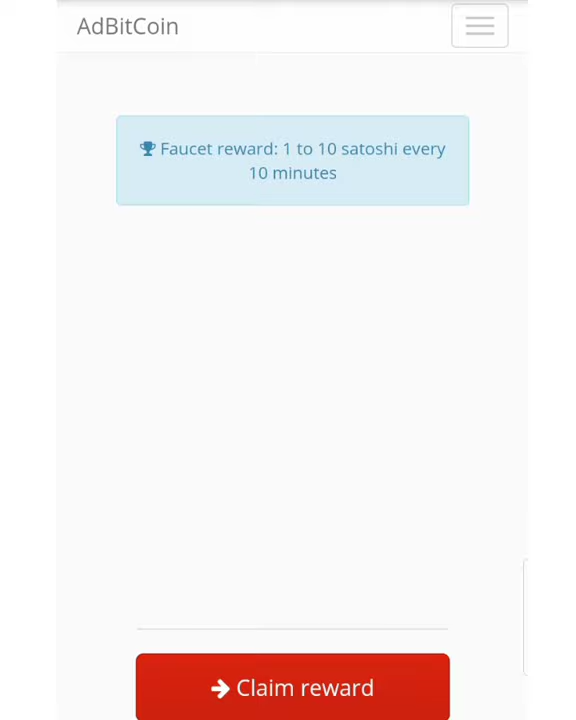 AdBitCoin
Faucet reward: 1 to 10 satoshi every
10 minutes
Claim reward